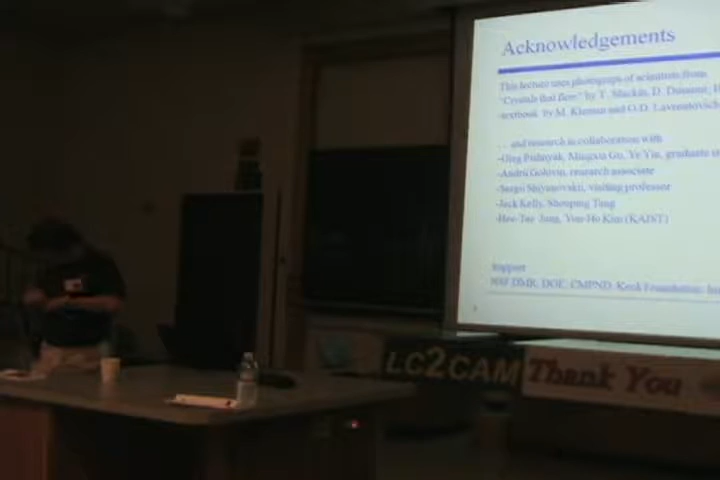 Acknowledgements
This lecture uses photograps of scientists from
"Crystals that flow" by T. Sluckin, D. Dunmur,
textbook by M. Kleman and O.D. Lavrentovich
... and research in collaboration with
-Oleg Pishnyak, Mingxia Gu, Ye Yin, graduate
-Andrii Golovin, research associate
-Sergij Shiyanovskii, visiting professor
-Jack Kelly, Shouping Tang
-Hee-Tae Jung, Yun-Ho Kim (KAIST)
Support
NSF DMR, DOE, CMPND, Keck Foundation,
LC2CAM Thank You